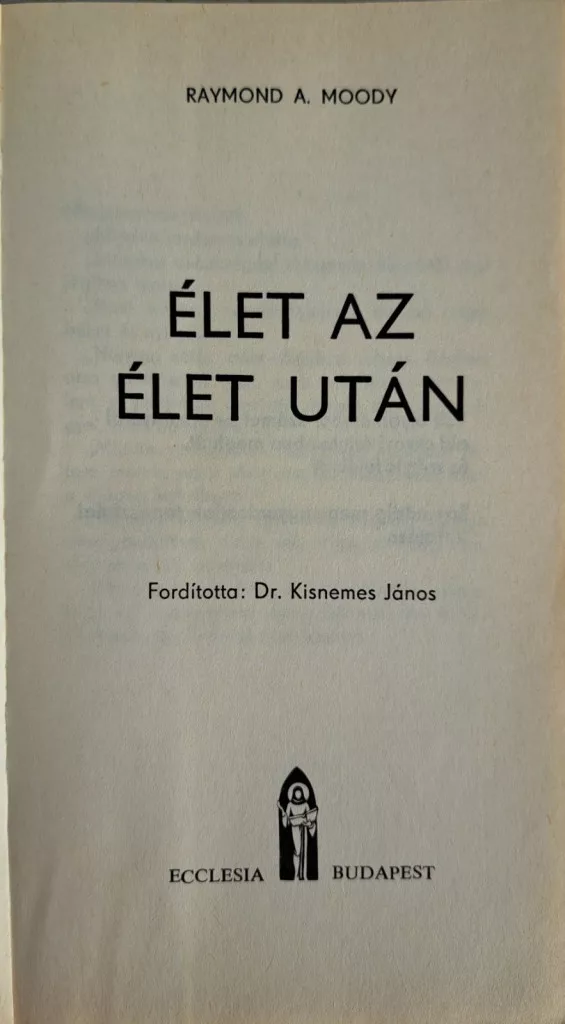 RAYMOND A. MOODY
ÉLET AZ
ÉLET UTÁN
Fordította: Dr. Kisnemes János
ECCLESIA BUDAPEST